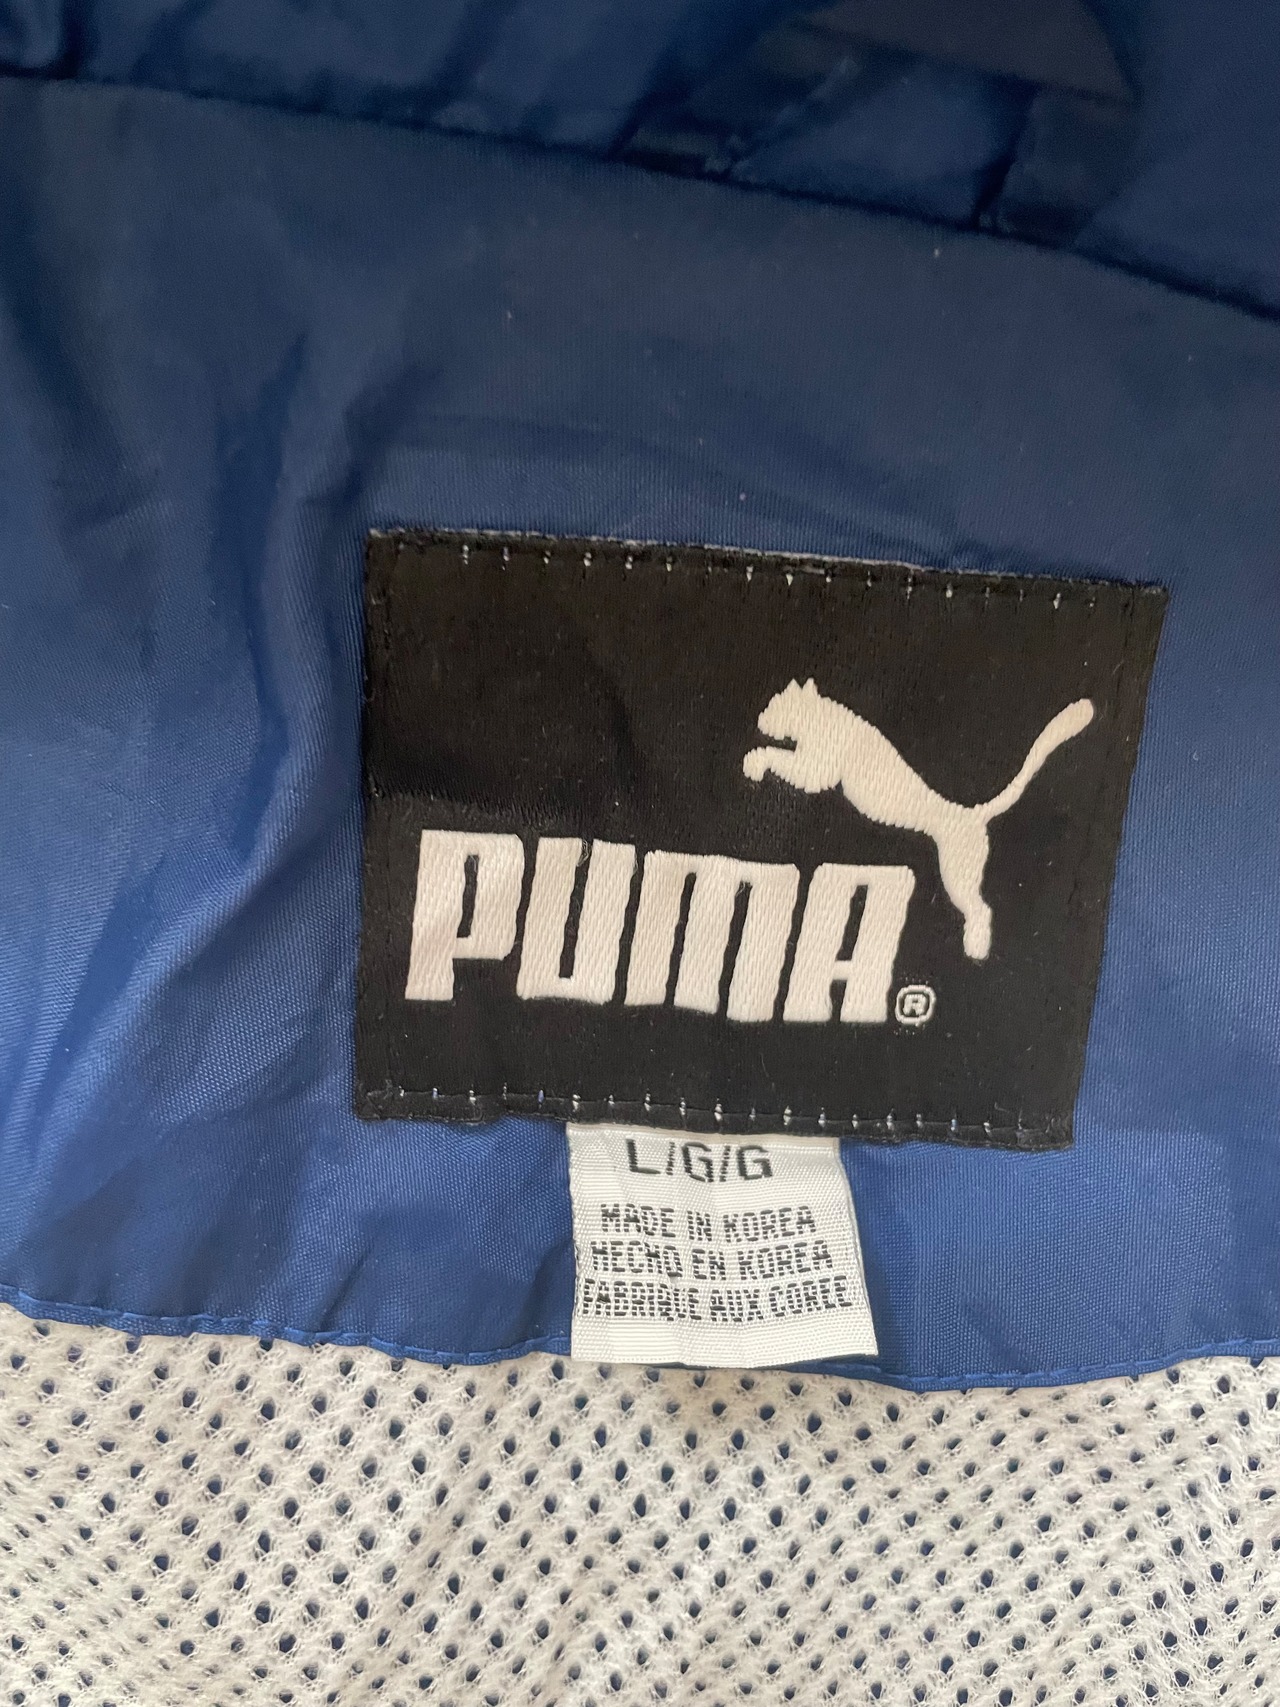 PUMA®
L/G/G
MADE IN KOREA
HECHO EN KOREA
FABRIQUE AUX COREE